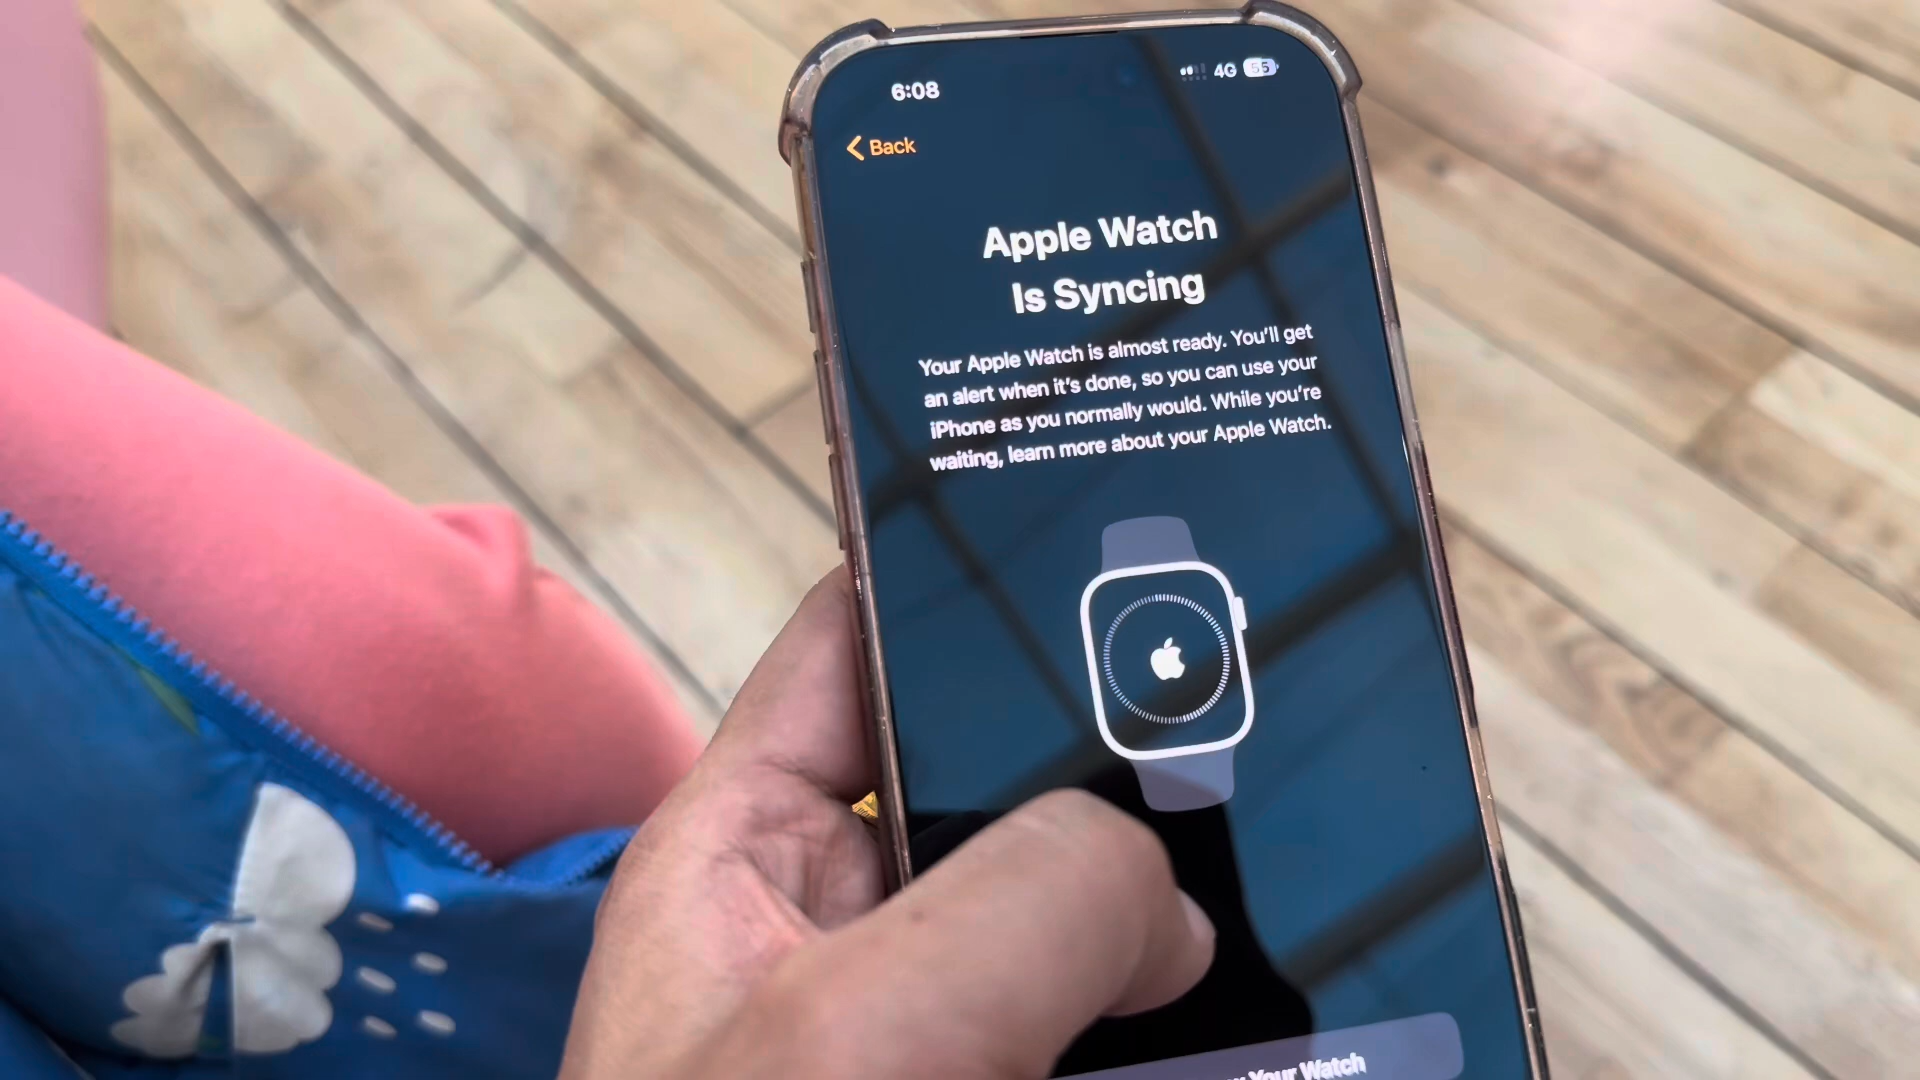 6:08
4G 55
Back
Apple Watch
Is Syncing
Your Apple Watch is almost ready. You'll get
an alert when it's done, so you can use your
iPhone as you normally would. While you're
waiting, learn more about your Apple Watch.
Your Watch